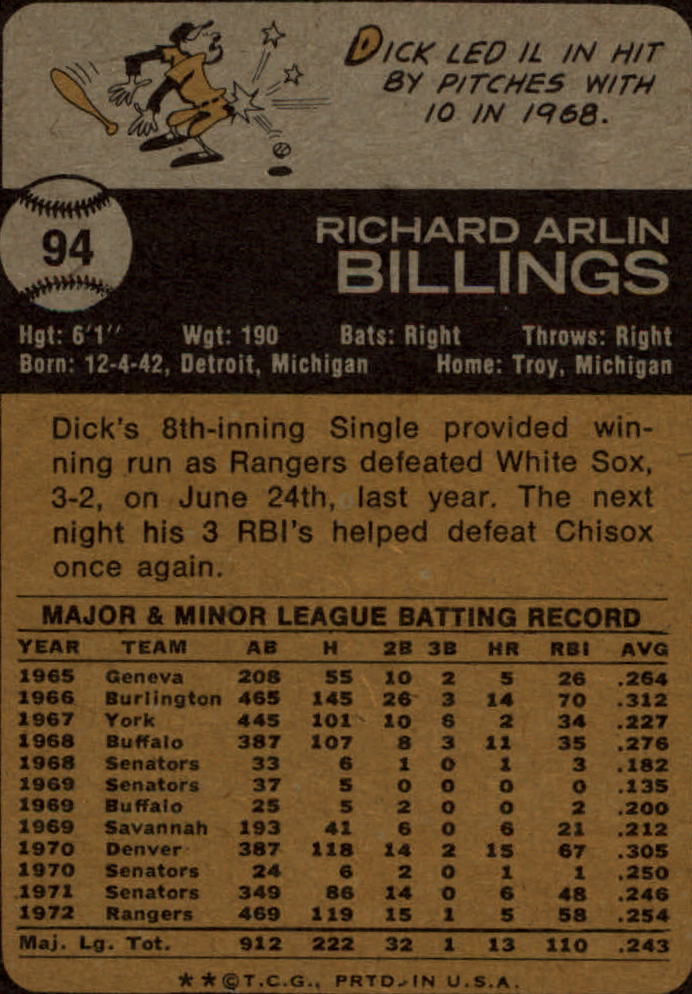 DICK LED IL IN HIT
BY PITCHES WITH
10 IN 1968.
94
RICHARD ARLIN
BILLINGS
Hgt: 6'1" Wgt: 190 Bats: Right Throws: Right
Born: 12-4-42, Detroit, Michigan Home: Troy, Michigan
Dick's 8th-inning Single provided win-
ning run as Rangers defeated White Sox,
3-2, on June 24th, last year. The next
night his 3 RBI's helped defeat Chisox
once again.
MAJOR & MINOR LEAGUE BATTING RECORD
YEAR TEAM AB H 2B 3B HR RBI AVG
1965 Geneva 208 55 10 2 5 26 .264
1966 Burlington 465 145 26 3 14 70 .312
1967 York 445 101 10 6 2 34 .227
1968 Buffalo 387 107 8 3 11 35 .276
1968 Senators 33 6 1 0 1 3 .182
1969 Senators 37 5 0 0 0 0 .135
1969 Buffalo 25 5 2 0 0 2 .200
1969 Savannah 193 41 6 0 6 21 .212
1970 Denver 387 118 14 2 15 67 .305
1970 Senators 24 6 2 0 1 1 .250
1971 Senators 349 86 14 0 6 48 .246
1972 Rangers 469 119 15 1 5 58 .254
Maj. Lg. Tot. 912 222 32 1 13 110 .243
**©T.C.G., PRTD. IN U.S.A.